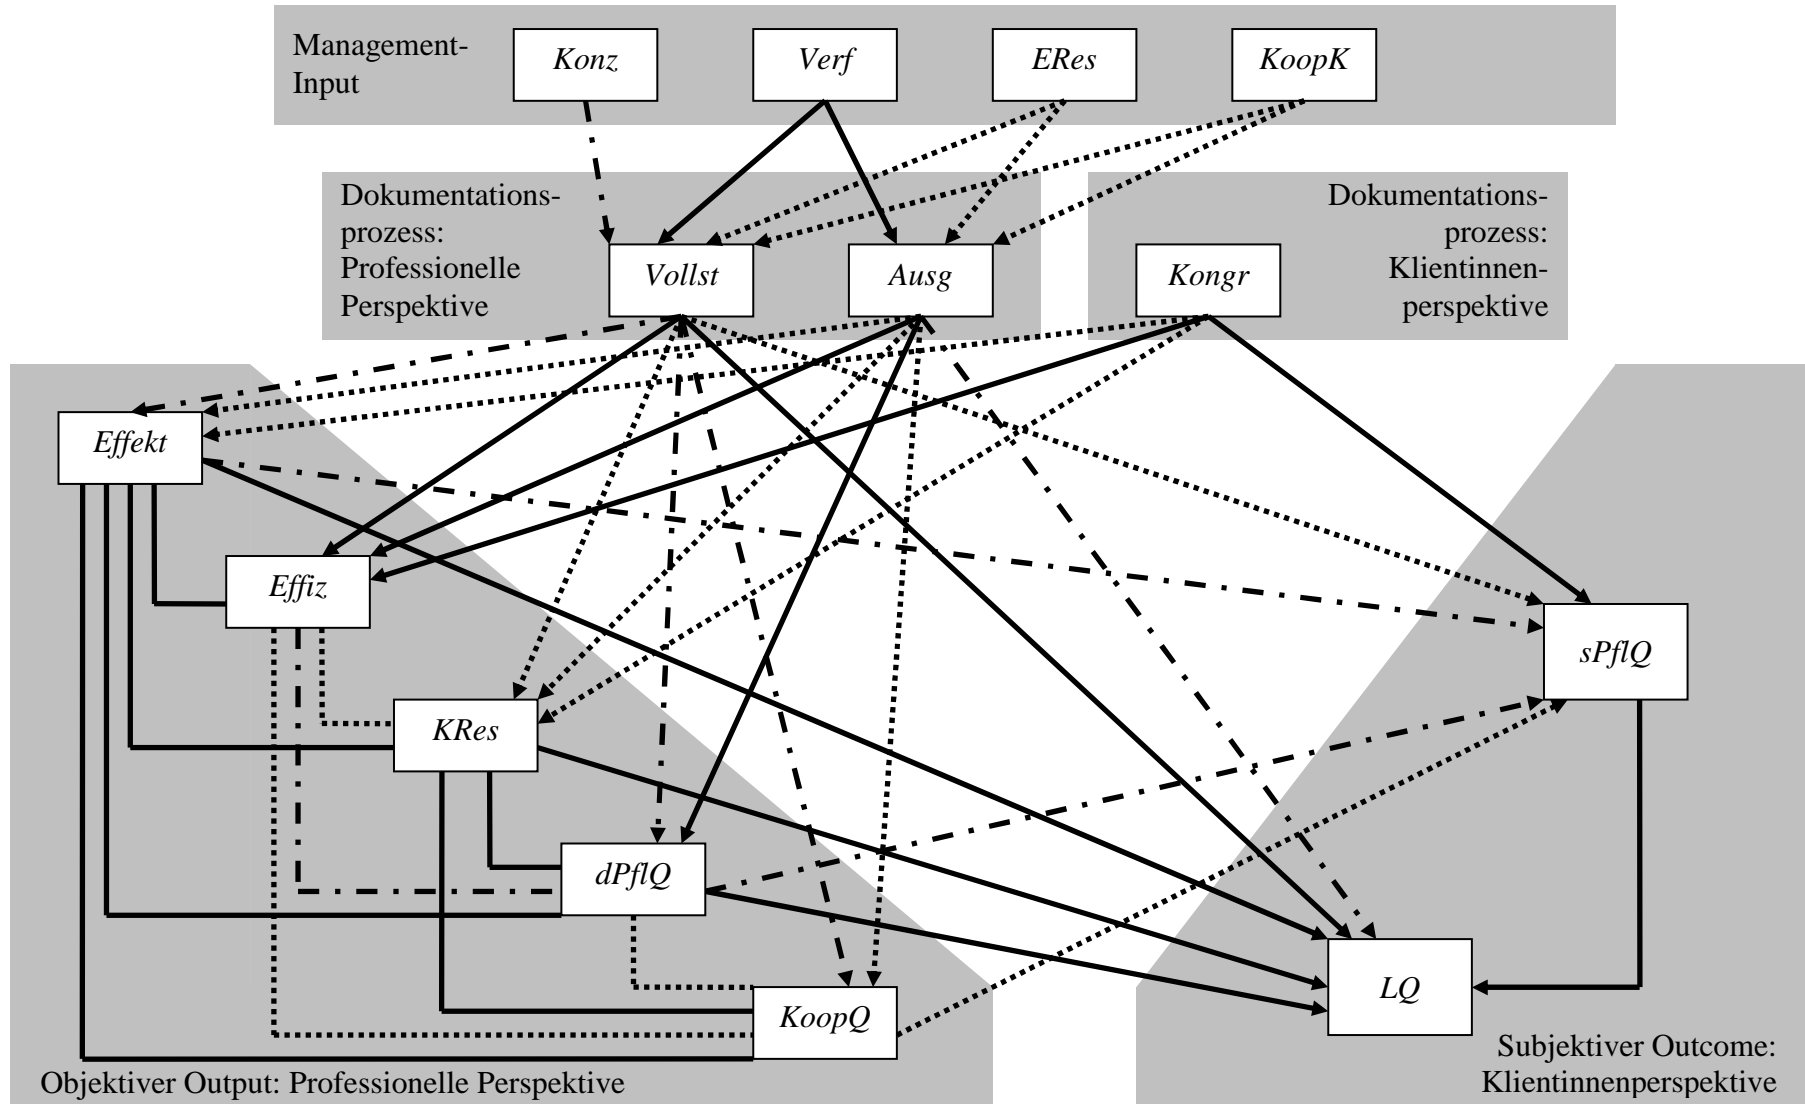 Management-
Input
Konz
Verf
ERes
KoopK
Dokumentations-
prozess:
Professionelle
Perspektive
Vollst
Ausg
Kongr
Dokumentations-
prozess:
Klientinnen-
perspektive
Effekt
Effiz
KRes
dPflQ
KoopQ
sPflQ
LQ
Objektiver Output: Professionelle Perspektive
Subjektiver Outcome:
Klientinnenperspektive